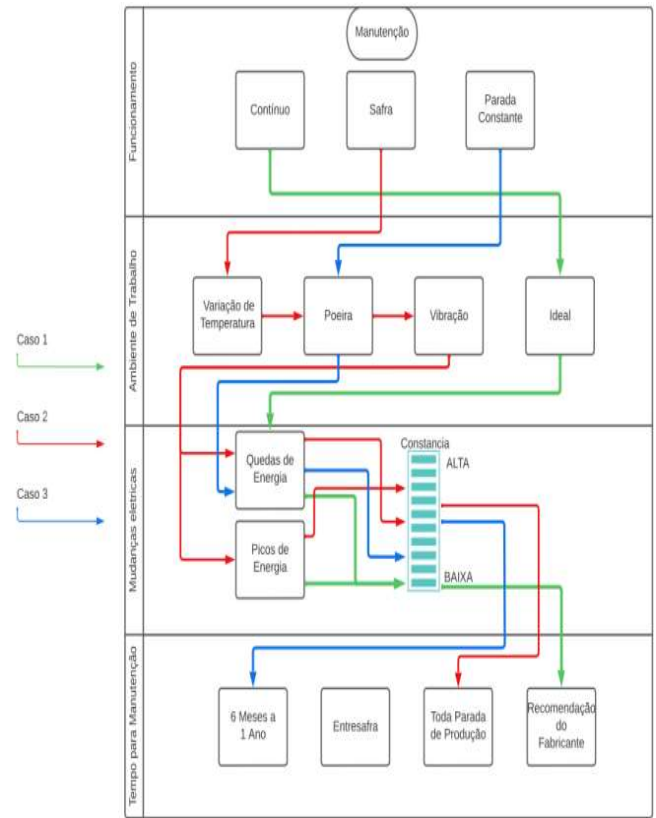 Manutenção
Funcionamento
Contínuo
Safra
Parada
Constante
Ambiente de Trabalho
Variação de
Temperatura
Poeira
Vibração
Ideal
Caso 1
Caso 2
Caso 3
Mudanças eletricas
Quedas de
Energia
Constancia
ALTA
Picos de
Energia
BAIXA
Tempo para Manutenção
6 Meses a
1 Ano
Entresafra
Toda Parada
de Produção
Recomendação
do
Fabricante